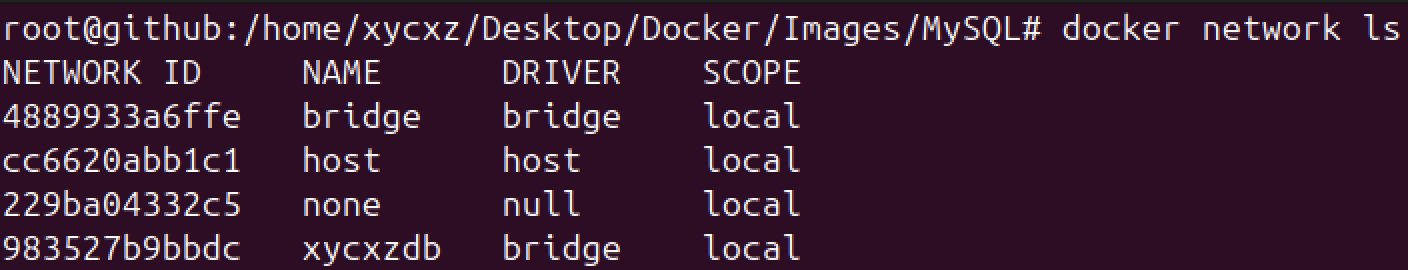 root@github:/home/xycxz/Desktop/Docker/Images/MySQL# docker network ls
NETWORK ID     NAME      DRIVER    SCOPE
4889933a6ffe   bridge    bridge    local
cc6620abb1c1   host      host      local
229ba04332c5   none      null      local
983527b9bbdc   xycxzdb   bridge    local